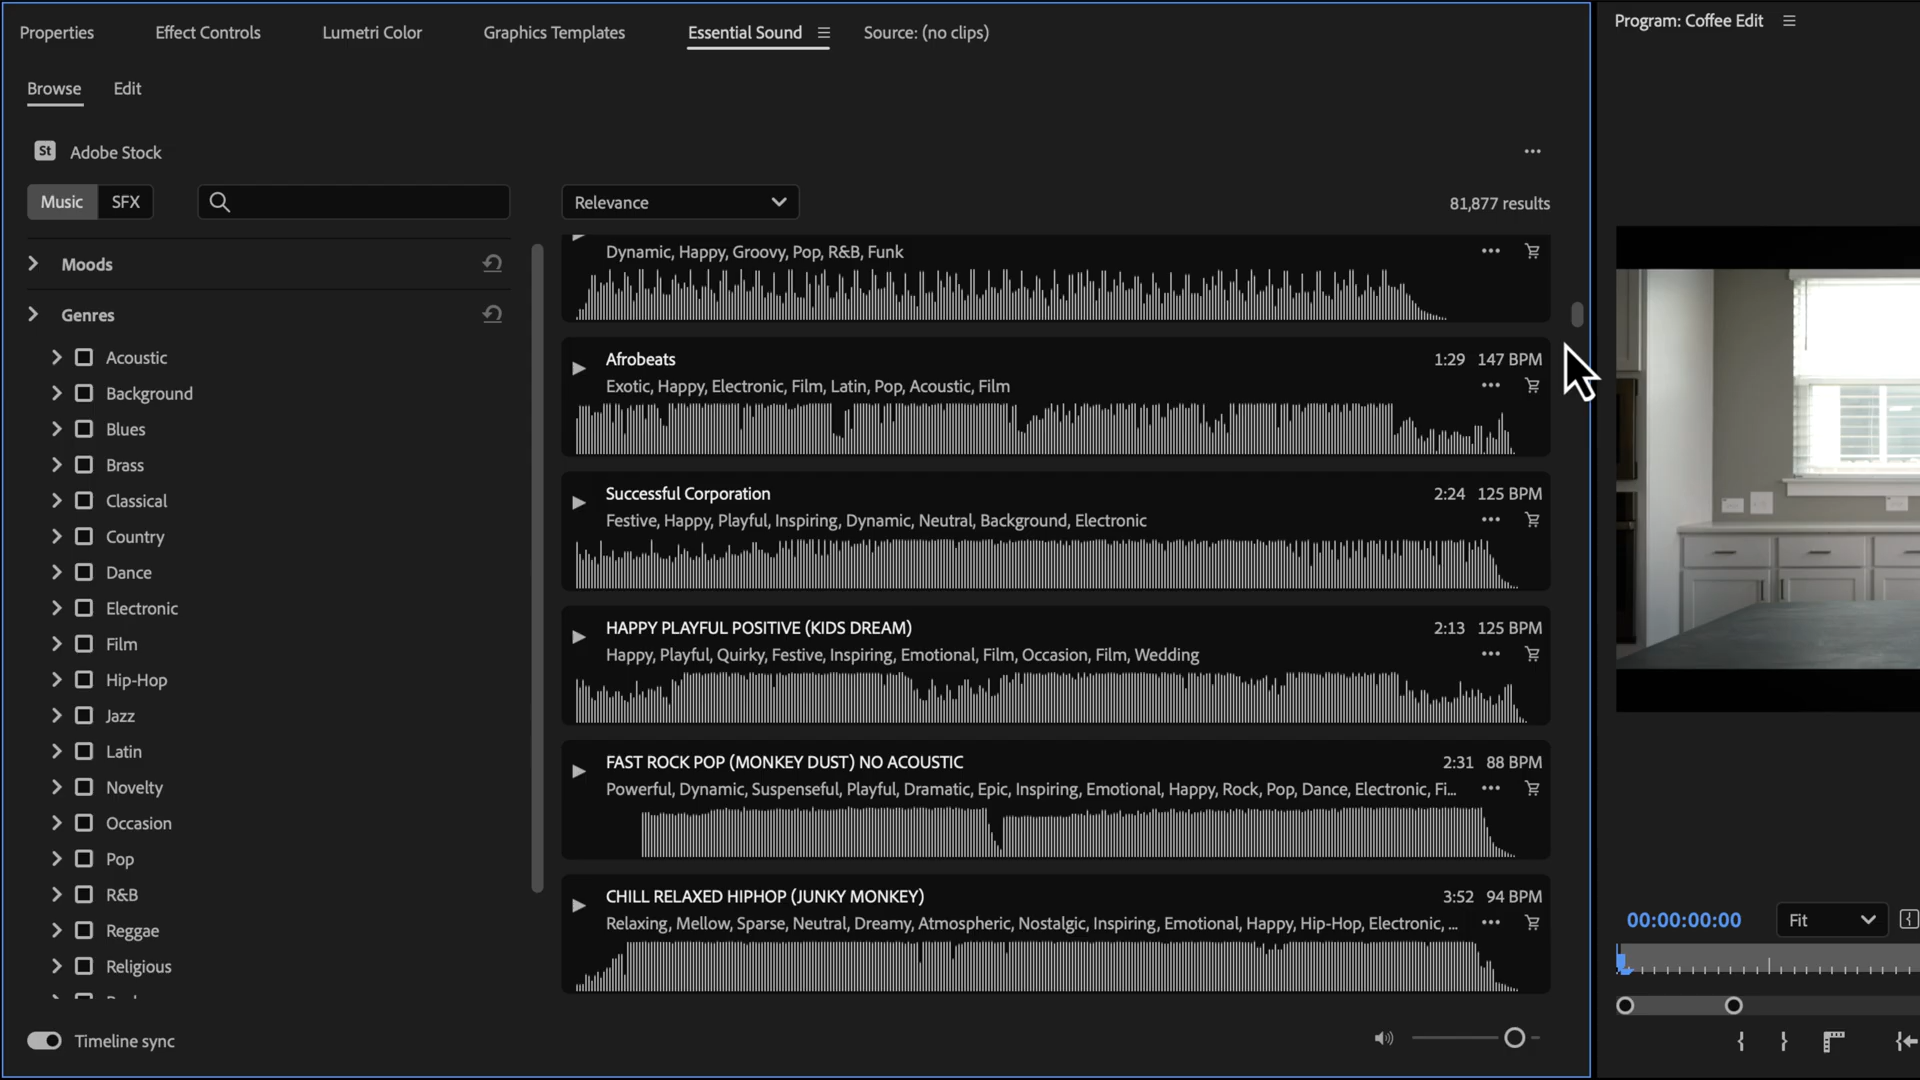 Properties
Effect Controls
Lumetri Color
Graphics Templates
Essential Sound
Source: (no clips)
Program: Coffee Edit
Browse
Edit
St
Adobe Stock
Music
SFX
Relevance
81,877 results
Moods
Genres
Acoustic
Background
Blues
Brass
Classical
Country
Dance
Electronic
Film
Hip-Hop
Jazz
Latin
Novelty
Occasion
Pop
R&B
Reggae
Religious
Dynamic, Happy, Groovy, Pop, R&B, Funk
Afrobeats
1:29 147 BPM
Exotic, Happy, Electronic, Film, Latin, Pop, Acoustic, Film
Successful Corporation
2:24 125 BPM
Festive, Happy, Playful, Inspiring, Dynamic, Neutral, Background, Electronic
HAPPY PLAYFUL POSITIVE (KIDS DREAM)
2:13 125 BPM
Happy, Playful, Quirky, Festive, Inspiring, Emotional, Film, Occasion, Film, Wedding
FAST ROCK POP (MONKEY DUST) NO ACOUSTIC
2:31 88 BPM
Powerful, Dynamic, Suspenseful, Playful, Dramatic, Epic, Inspiring, Emotional, Happy, Rock, Pop, Dance, Electronic, Fi...
CHILL RELAXED HIPHOP (JUNKY MONKEY)
3:52 94 BPM
Relaxing, Mellow, Sparse, Neutral, Dreamy, Atmospheric, Nostalgic, Inspiring, Emotional, Happy, Hip-Hop, Electronic, ...
Timeline sync
00:00:00:00
Fit